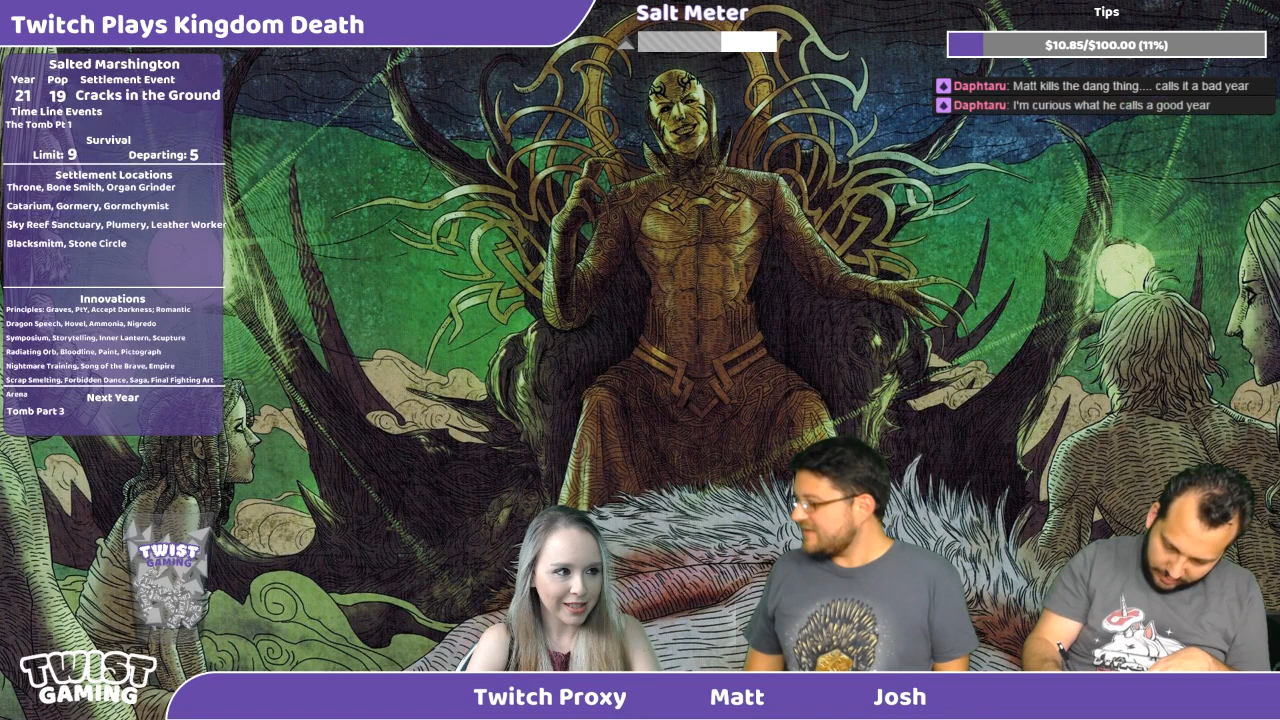 Twitch Plays Kingdom Death
Salt Meter
Tips
$10.85/$100.00 (11%)
Daphtaru: Matt kills the dang thing.... calls it a bad year
Daphtaru: I'm curious what he calls a good year
Salted Marshington
Year Pop Settlement Event
21 19 Cracks in the Ground
Time Line Events
The Tomb Pt 1
Survival
Limit: 9 Departing: 5
Settlement Locations
Throne, Bone Smith, Organ Grinder
Catarium, Gormery, Gormchymist
Sky Reef Sanctuary, Plumery, Leather Worker
Blacksmitm, Stone Circle
Innovations
Principles: Graves, PtY, Accept Darkness; Romantic
Dragon Speech, Hovel, Ammonia, Nigredo
Symposium, Storytelling, Inner Lantern, Scupture
Radiating Orb, Bloodline, Paint, Pictograph
Nightmare Training, Song of the Brave, Empire
Scrap Smelting, Forbidden Dance, Saga, Final Fighting Art
Arena
Next Year
Tomb Part 3
TWIST
GAMING
TWIST
GAMING
Twitch Proxy Matt Josh